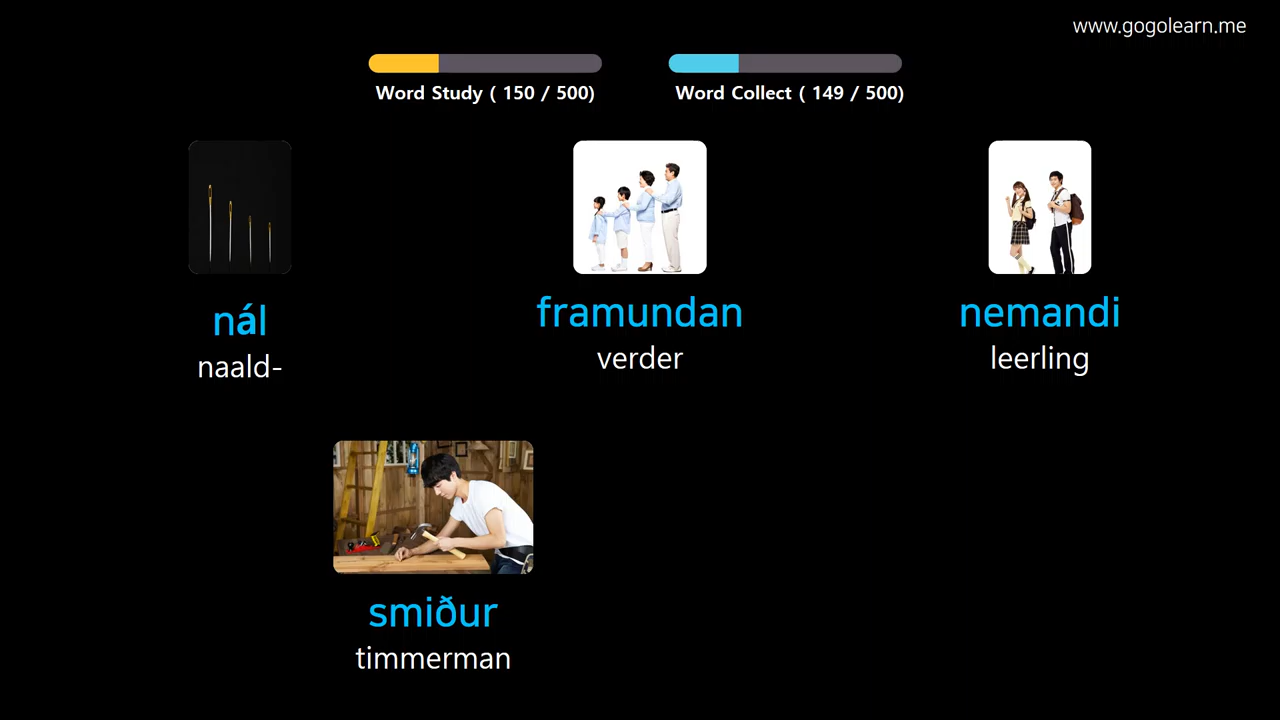 www.gogolearn.me
Word Study ( 150 / 500)
Word Collect ( 149 / 500)
nál
naald-
framundan
verder
nemandi
leerling
smiður
timmerman